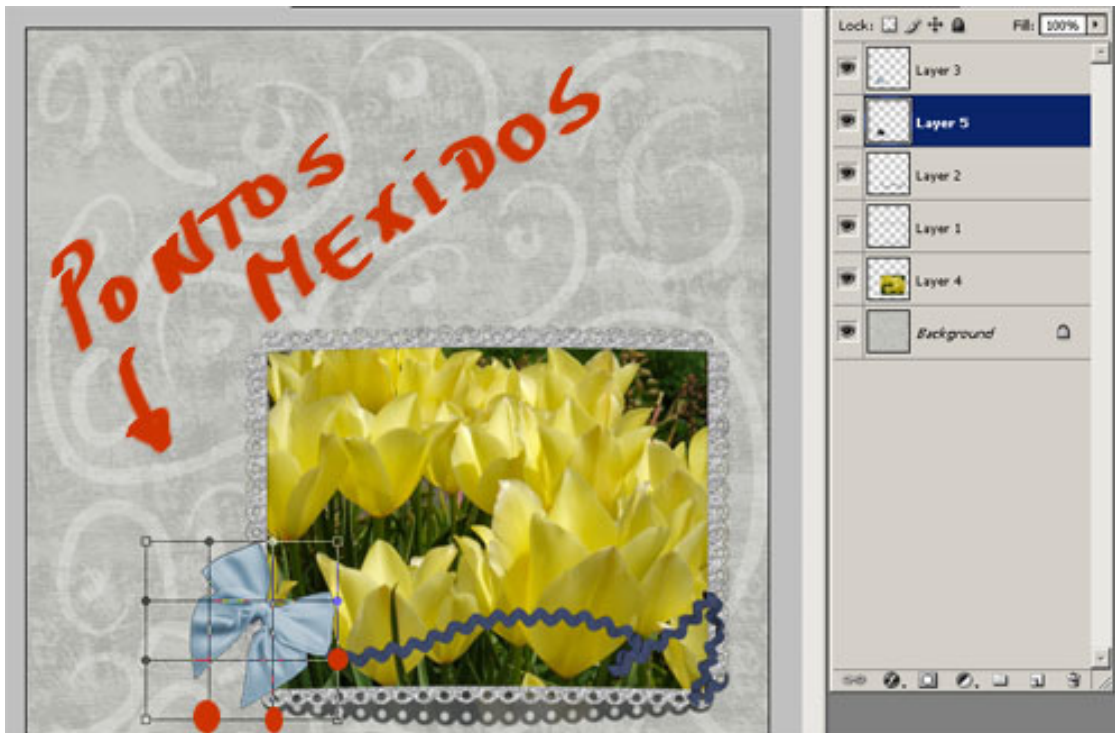 Lock:
Fill: 100%
Layer 3
Layer 5
Layer 2
Layer 1
Layer 4
Background
PONTOS
MEXIDOS